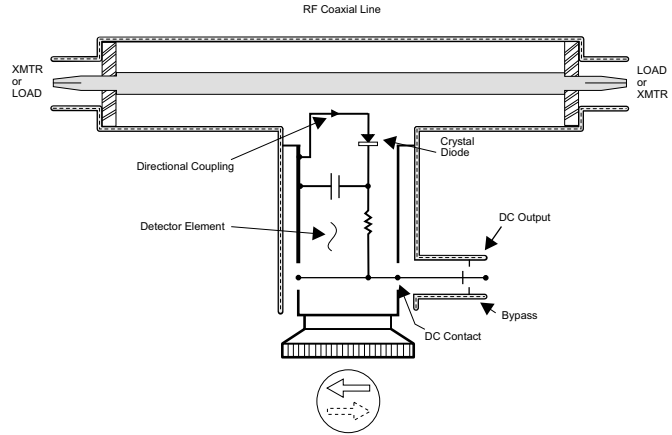 RF Coaxial Line
XMTR
or
LOAD
LOAD
or
XMTR
Crystal
Diode
Directional Coupling
Detector Element
DC Output
Bypass
DC Contact